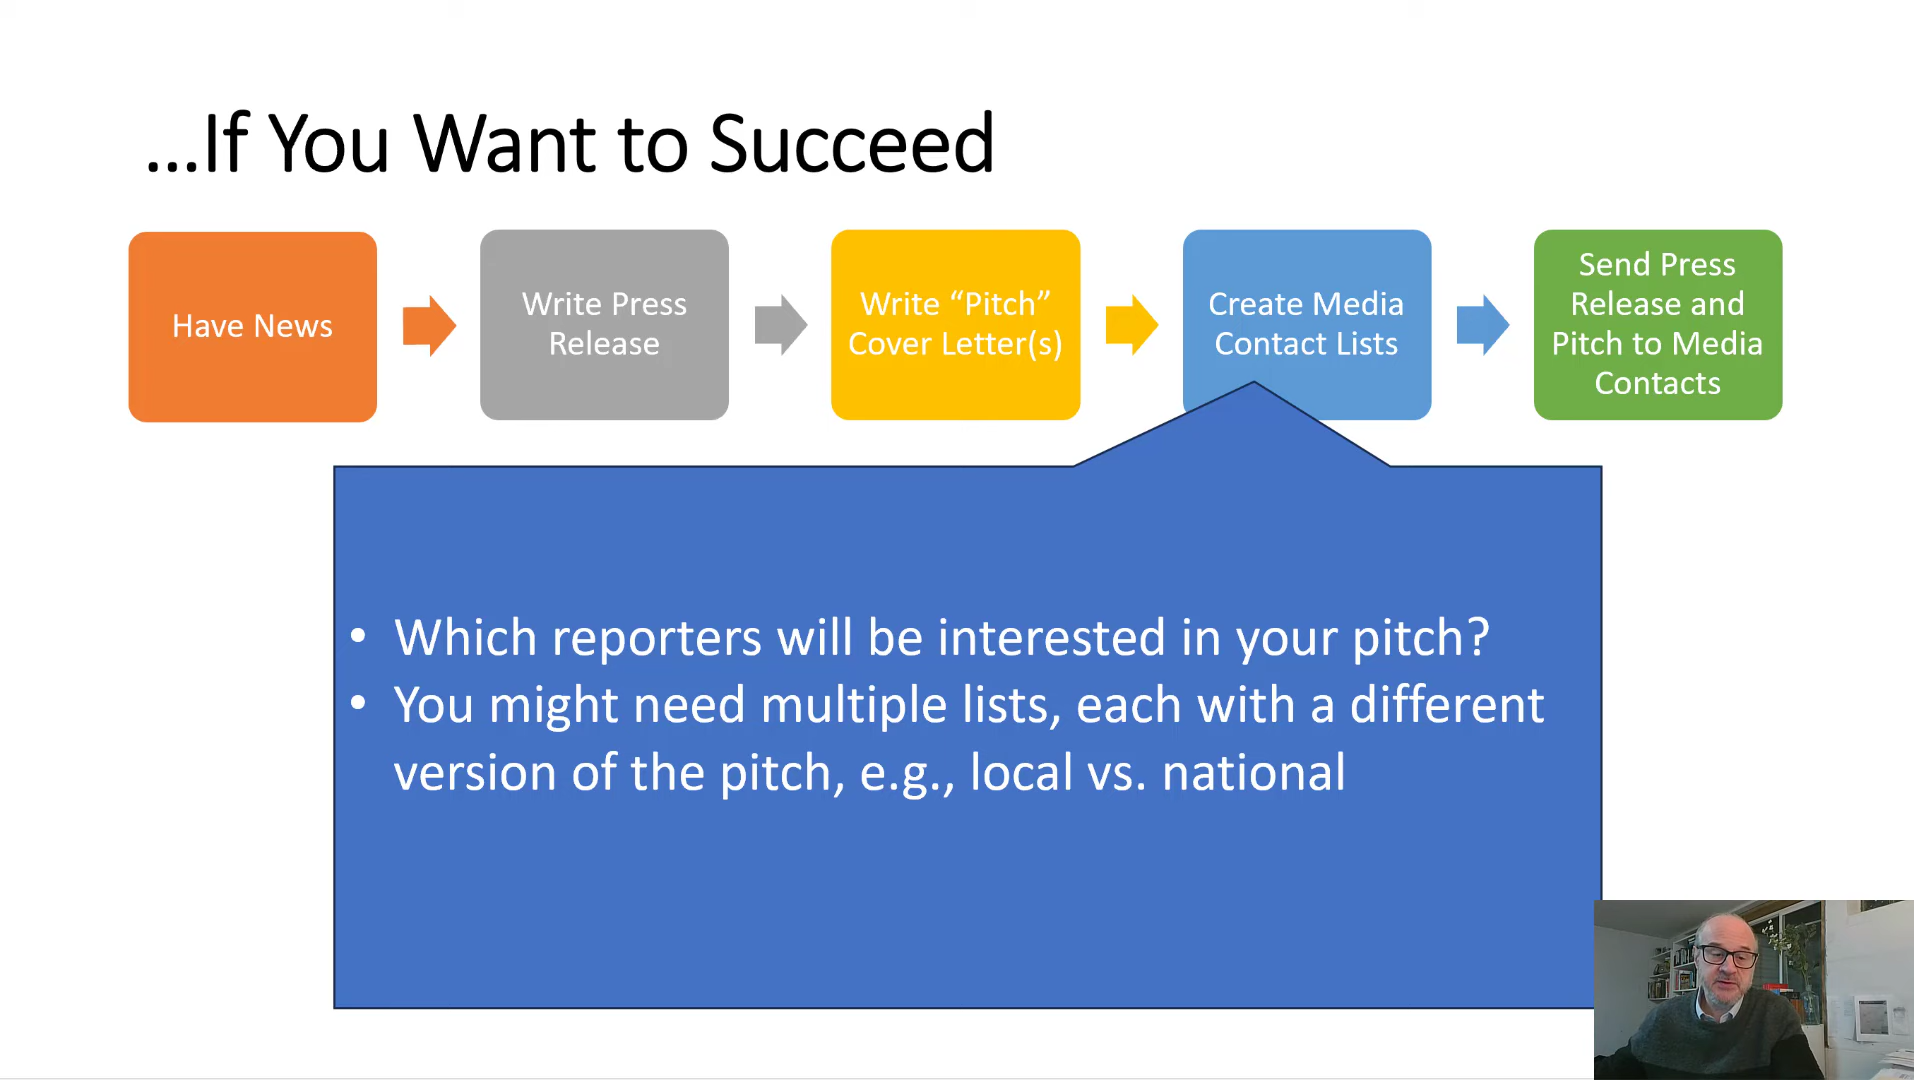 ...If You Want to Succeed
Have News
Write Press
Release
Write “Pitch”
Cover Letter(s)
Create Media
Contact Lists
Send Press
Release and
Pitch to Media
Contacts
• Which reporters will be interested in your pitch?
• You might need multiple lists, each with a different
version of the pitch, e.g., local vs. national